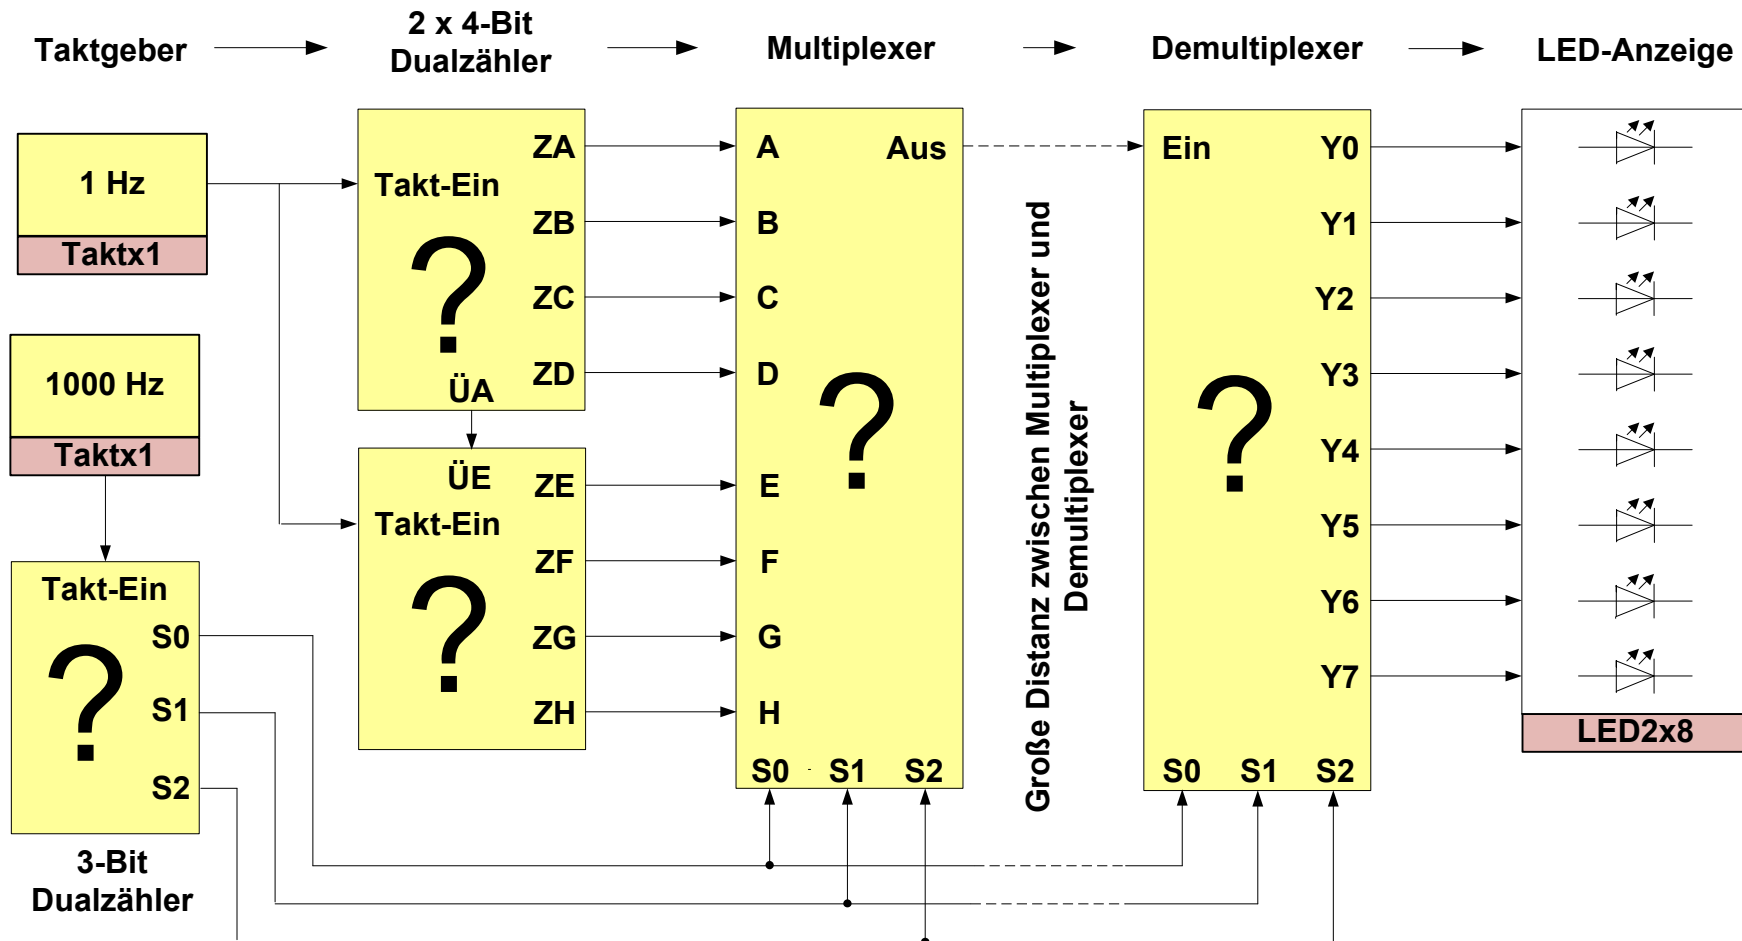 Taktgeber
2 x 4-Bit
Dualzähler
Multiplexer
Demultiplexer
LED-Anzeige
1 Hz
Taktx1
1000 Hz
Taktx1
Takt-Ein
?
S0
S1
S2
3-Bit
Dualzähler
Takt-Ein
?
ZA
ZB
ZC
ZD
ÜA
ÜE
Takt-Ein
?
ZE
ZF
ZG
ZH
A
B
C
D
E
F
G
H
Aus
?
S0
S1
S2
Große Distanz zwischen Multiplexer und
Demultiplexer
Ein
?
Y0
Y1
Y2
Y3
Y4
Y5
Y6
Y7
S0
S1
S2
LED2x8